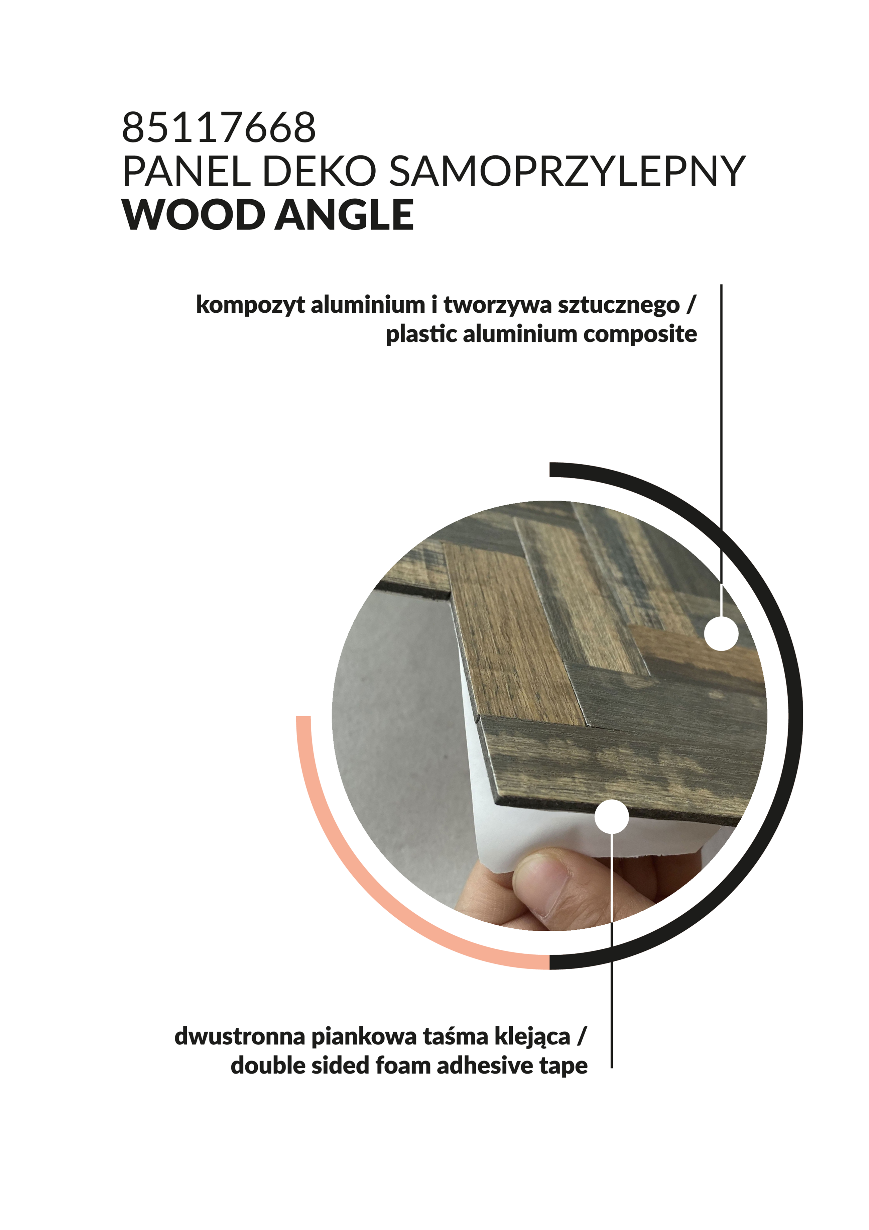 85117668
PANEL DEKO SAMOPRZYLEPNY
WOOD ANGLE
kompozyt aluminium i tworzywa sztucznego /
plastic aluminium composite
dwustronna piankowa taśma klejąca /
double sided foam adhesive tape